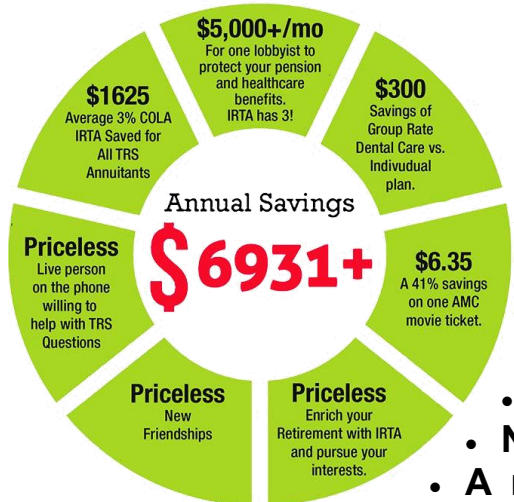 $5,000+/mo
For one lobbyist to
protect your pension
and healthcare
benefits.
IRTA has 3!
$300
Savings of
Group Rate
Dental Care vs.
Indivudual
plan.
$6.35
A 41% savings
on one AMC
movie ticket.
Priceless
Enrich your
Retirement with IRTA
and pursue your
interests.
Priceless
New
Friendships
Priceless
Live person
on the phone
willing to
help with TRS
Questions
$1625
Average 3% COLA
IRTA Saved for
All TRS
Annuitants
Annual Savings
$6931+
•
•
• A